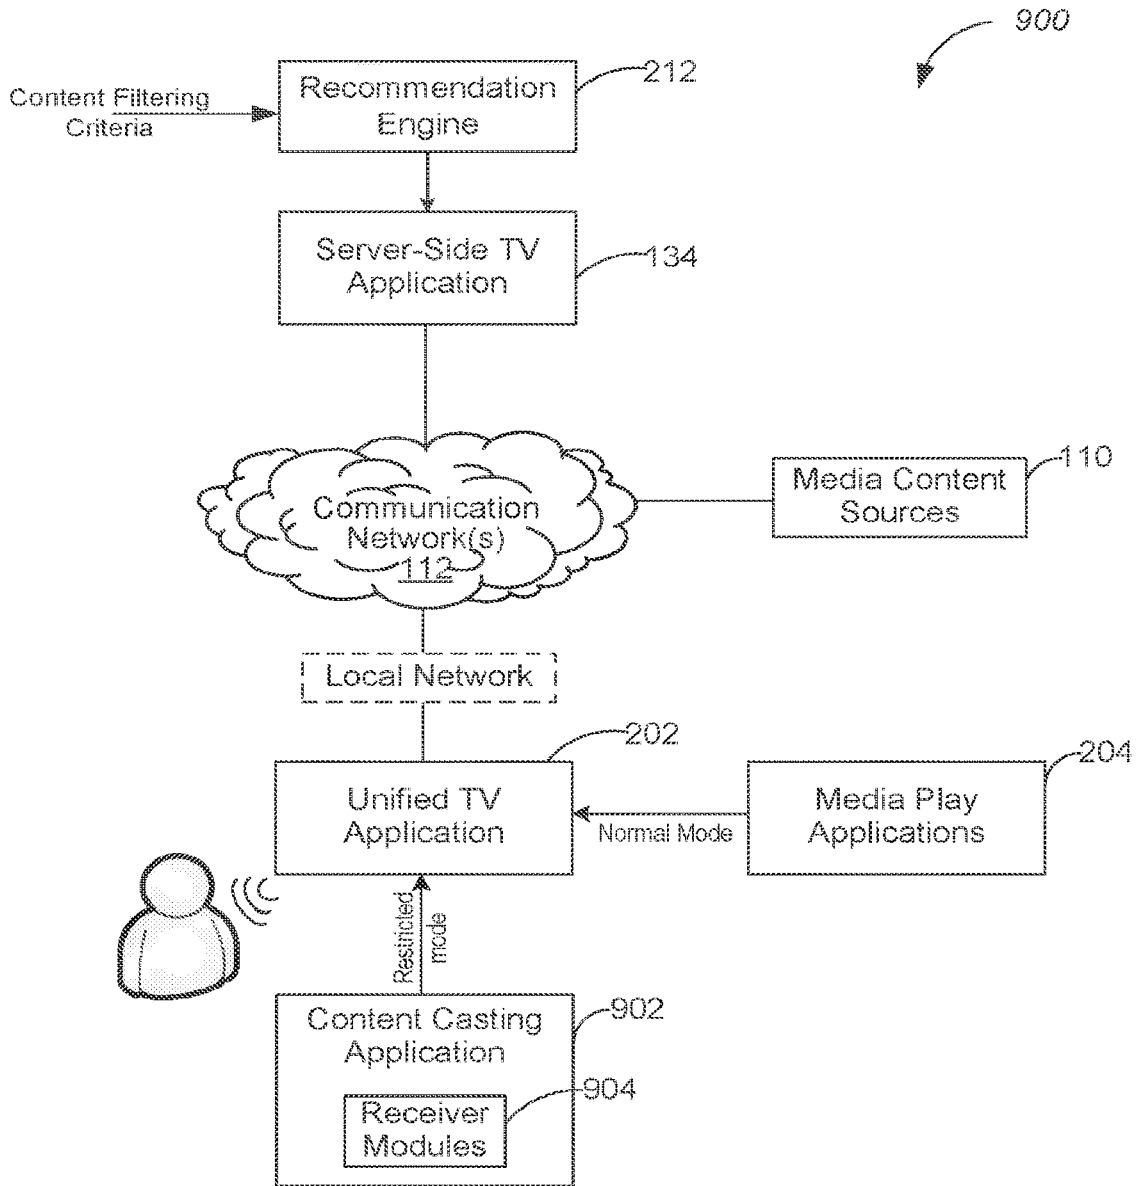 900
Recommendation
Engine
212
Content Filtering
Criteria
Server-Side TV
Application
134
Communication
Network(s)
112
Media Content
Sources
110
Local Network
Unified TV
Application
202
Normal Mode
Media Play
Applications
204
Restricted
mode
Content Casting
Application
902
Receiver
Modules
904